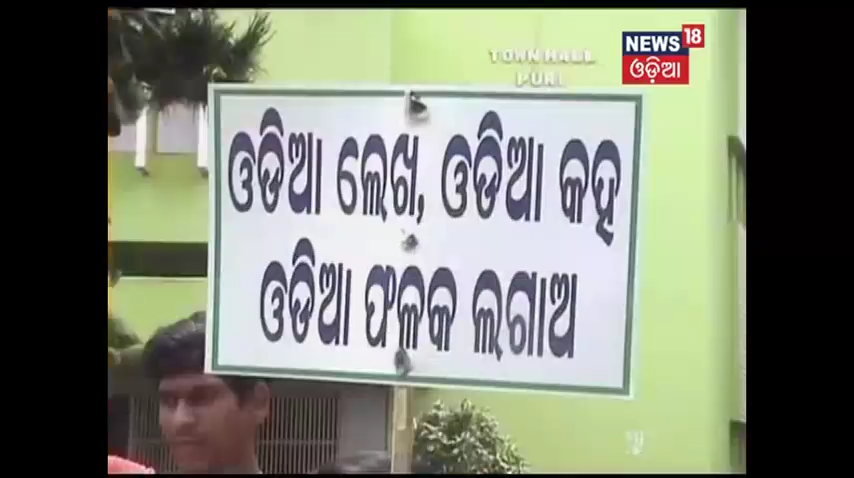 NEWS 18
ଓଡ଼ିଆ
TOWN HALL
PURI
ଓଡିଆ ଲେଖ, ଓଡିଆ କହ
ଓଡିଆ ଫଳକ ଲଗାଅ